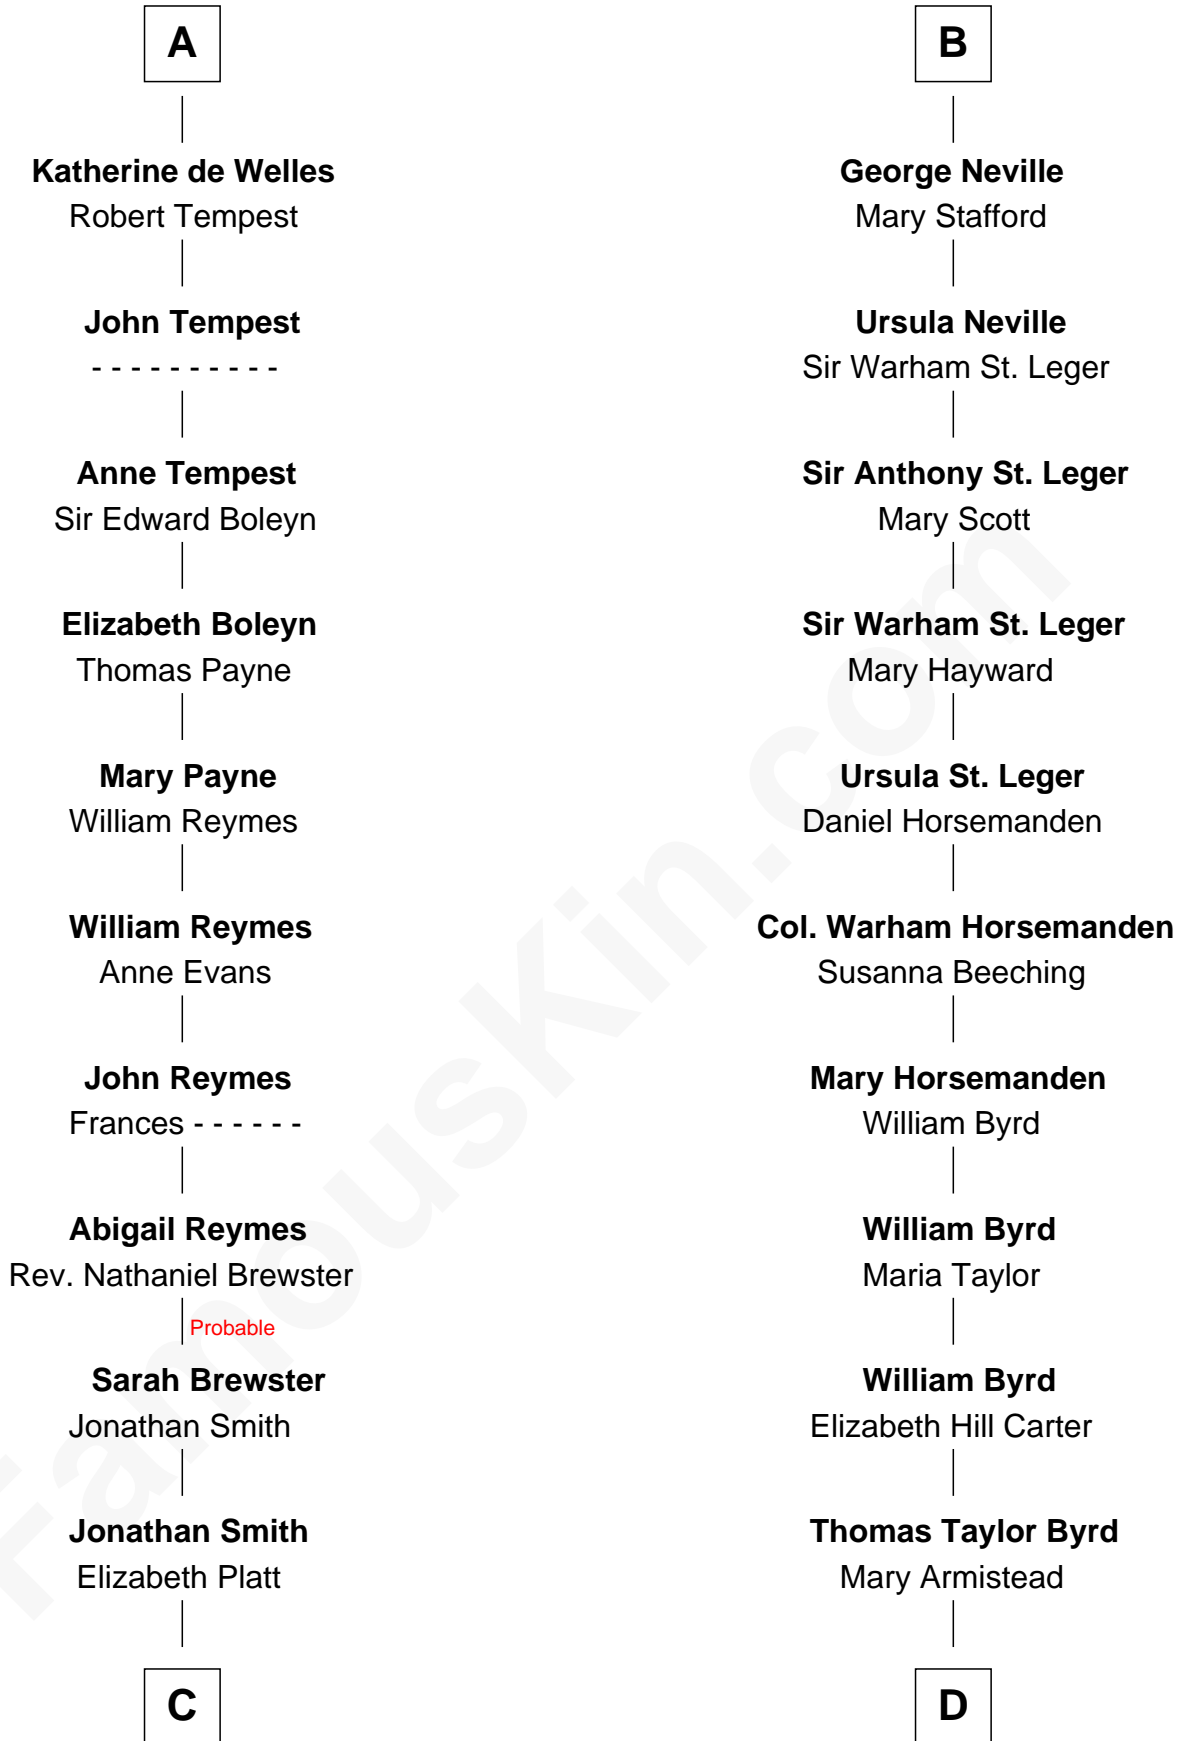 A
Katherine de Welles
Robert Tempest
John Tempest
- - - - - - - - - -
Anne Tempest
Sir Edward Boleyn
Elizabeth Boleyn
Thomas Payne
Mary Payne
William Reymes
William Reymes
Anne Evans
John Reymes
Frances - - - - - -
Abigail Reymes
Rev. Nathaniel Brewster
Probable
Sarah Brewster
Jonathan Smith
Jonathan Smith
Elizabeth Platt
C
B
George Neville
Mary Stafford
Ursula Neville
Sir Warham St. Leger
Sir Anthony St. Leger
Mary Scott
Sir Warham St. Leger
Mary Hayward
Ursula St. Leger
Daniel Horsemanden
Col. Warham Horsemanden
Susanna Beeching
Mary Horsemanden
William Byrd
William Byrd
Maria Taylor
William Byrd
Elizabeth Hill Carter
Thomas Taylor Byrd
Mary Armistead
D
FamousKin.com